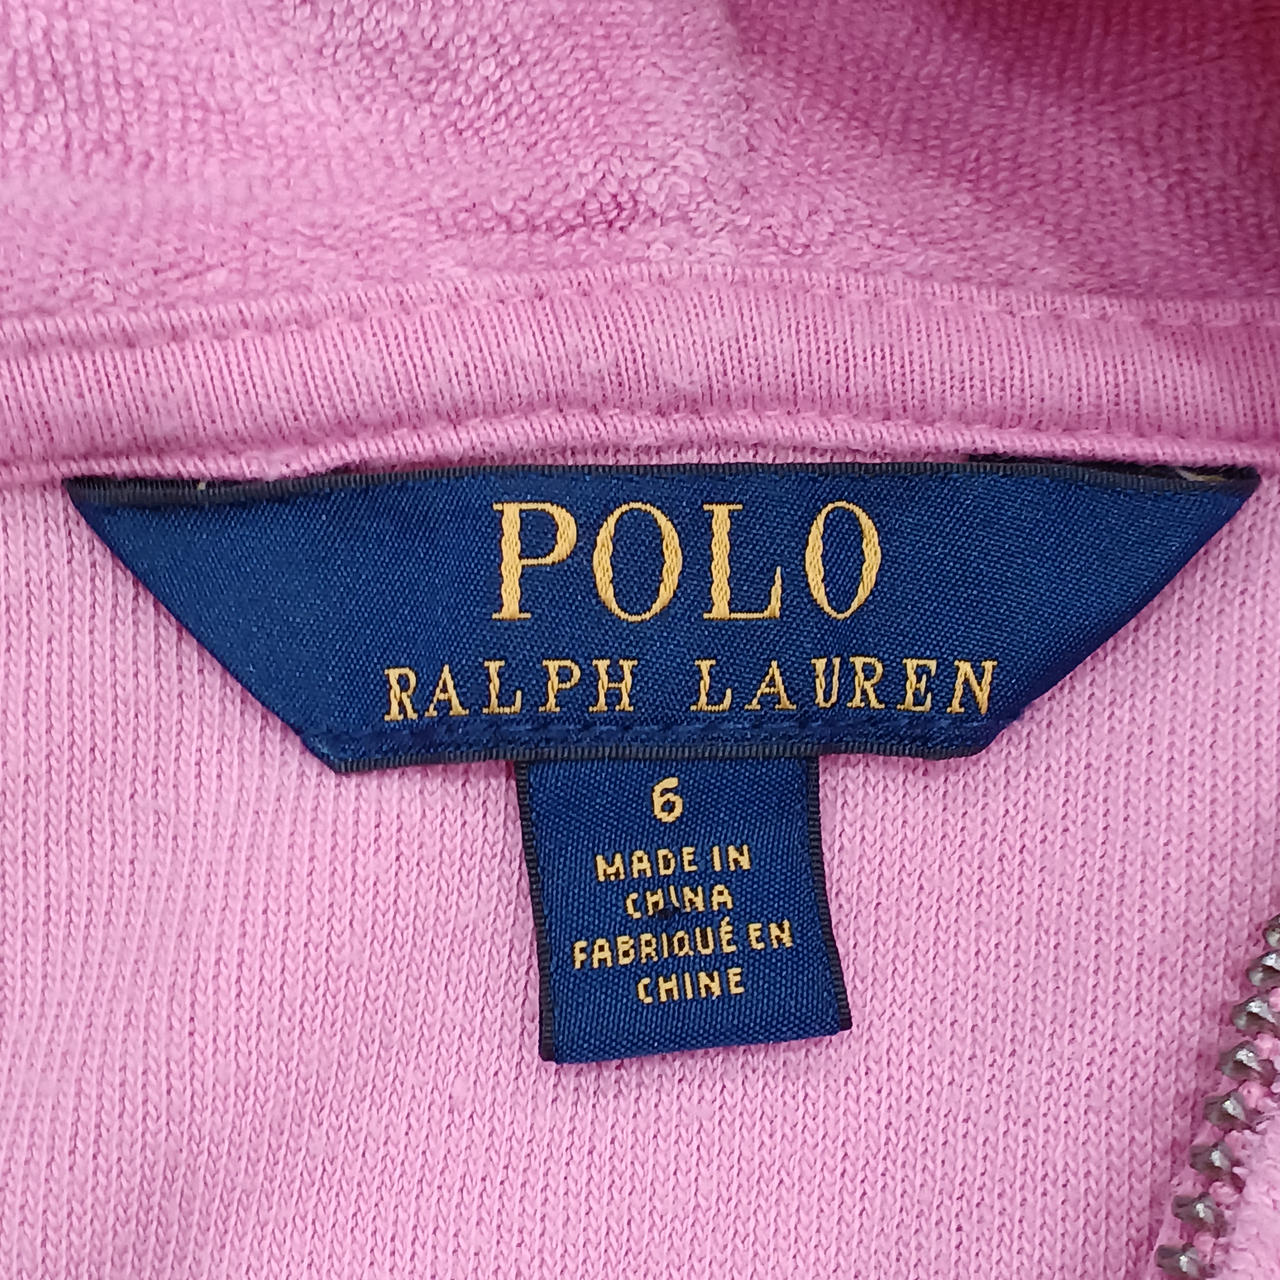 POLO
RALPH LAUREN
6
MADE IN
CHINA
FABRIQUÉ EN
CHINE